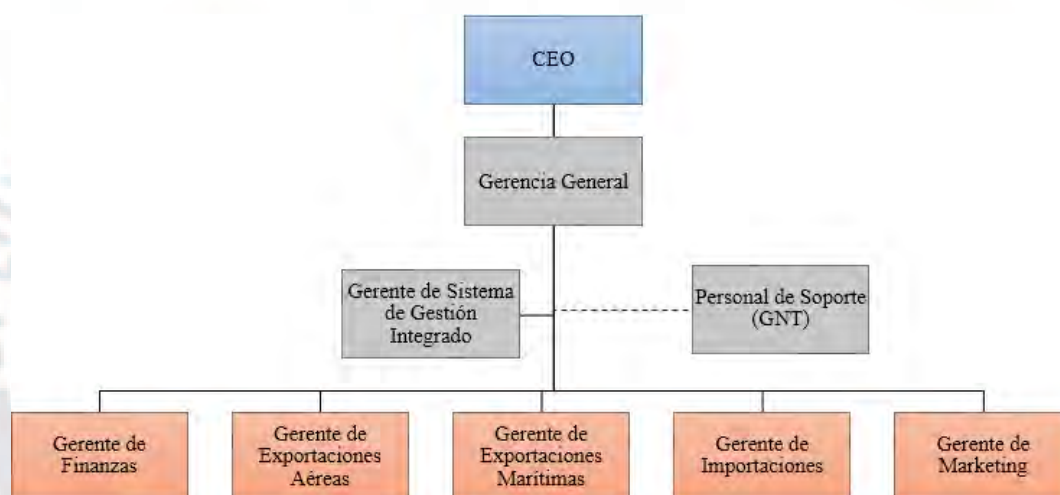 CEO
Gerencia General
Gerente de Sistema
de Gestión
Integrado
Personal de Soporte
(GNT)
Gerente de
Finanzas
Gerente de
Exportaciones
Aéreas
Gerente de
Exportaciones
Marítimas
Gerente de
Importaciones
Gerente de
Marketing